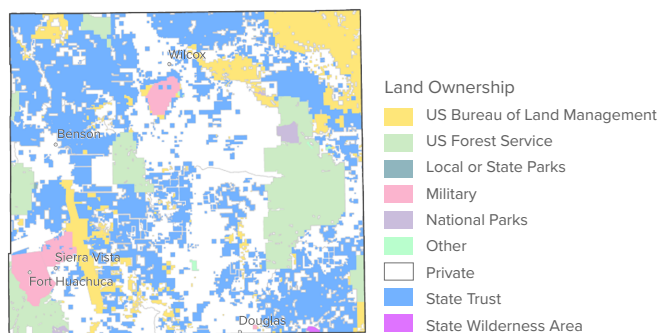 Wilcox
Benson
Sierra Vista
Fort Huachuca
Douglas
Land Ownership
US Bureau of Land Management
US Forest Service
Local or State Parks
Military
National Parks
Other
Private
State Trust
State Wilderness Area